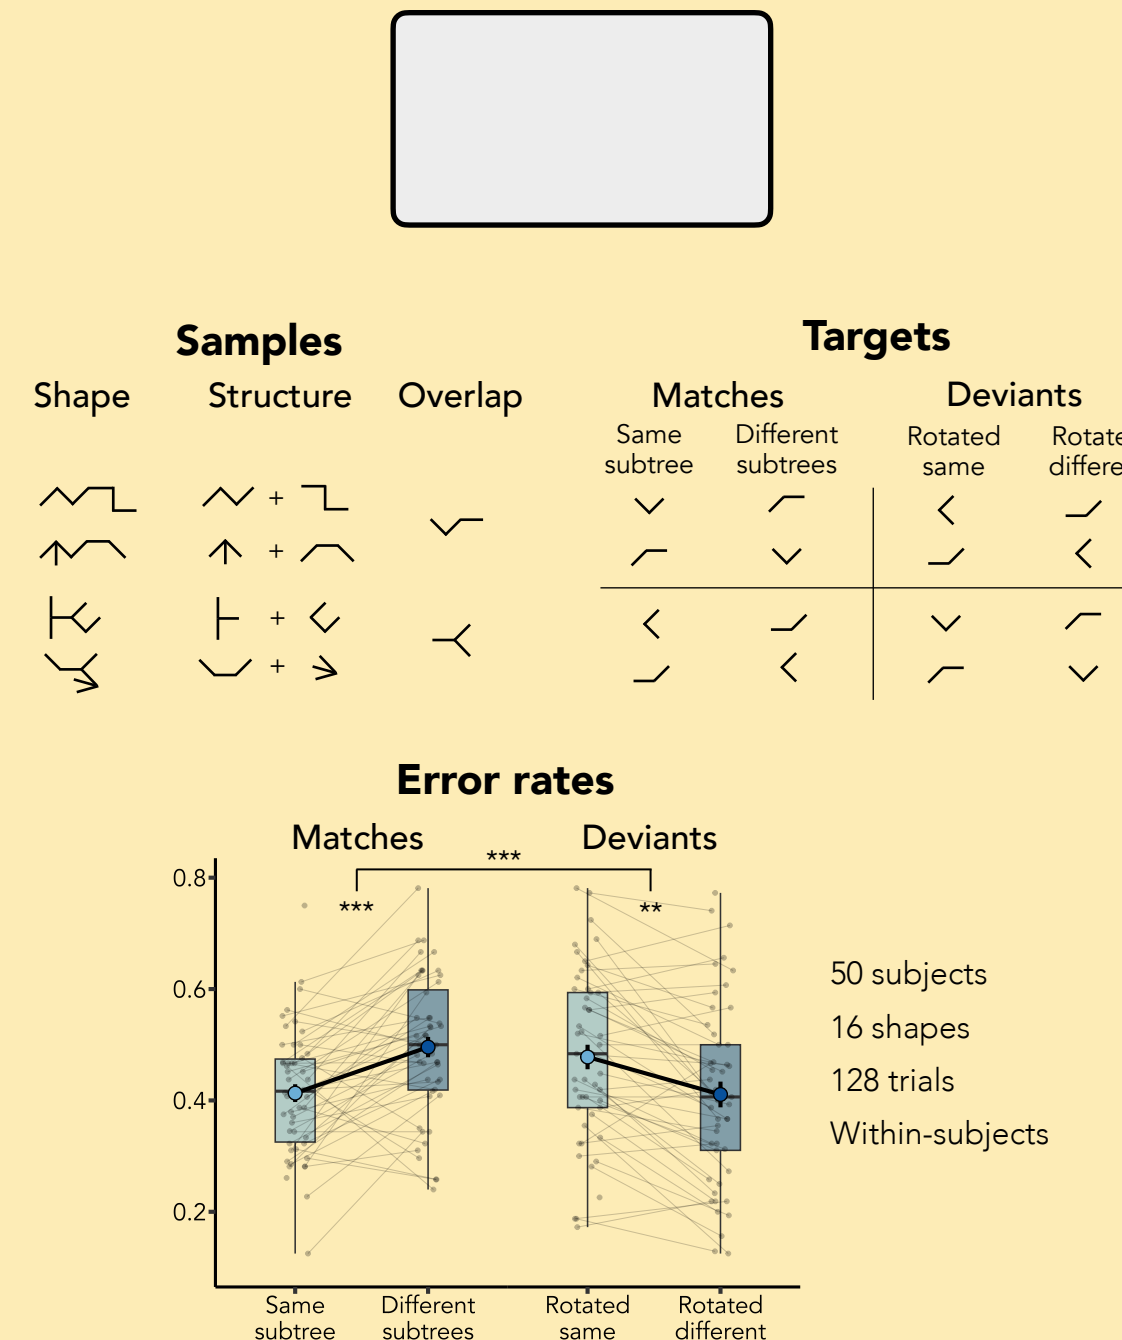 Samples
Targets
Shape
Structure
Overlap
Matches
Deviants
Same
subtree
Different
subtrees
Rotated
same
Rotate
differe
+
+
+
+
Error rates
Matches
Deviants
***
***
**
0.8
0.6
0.4
0.2
50 subjects
16 shapes
128 trials
Within-subjects
Same
subtree
Different
subtrees
Rotated
same
Rotated
different